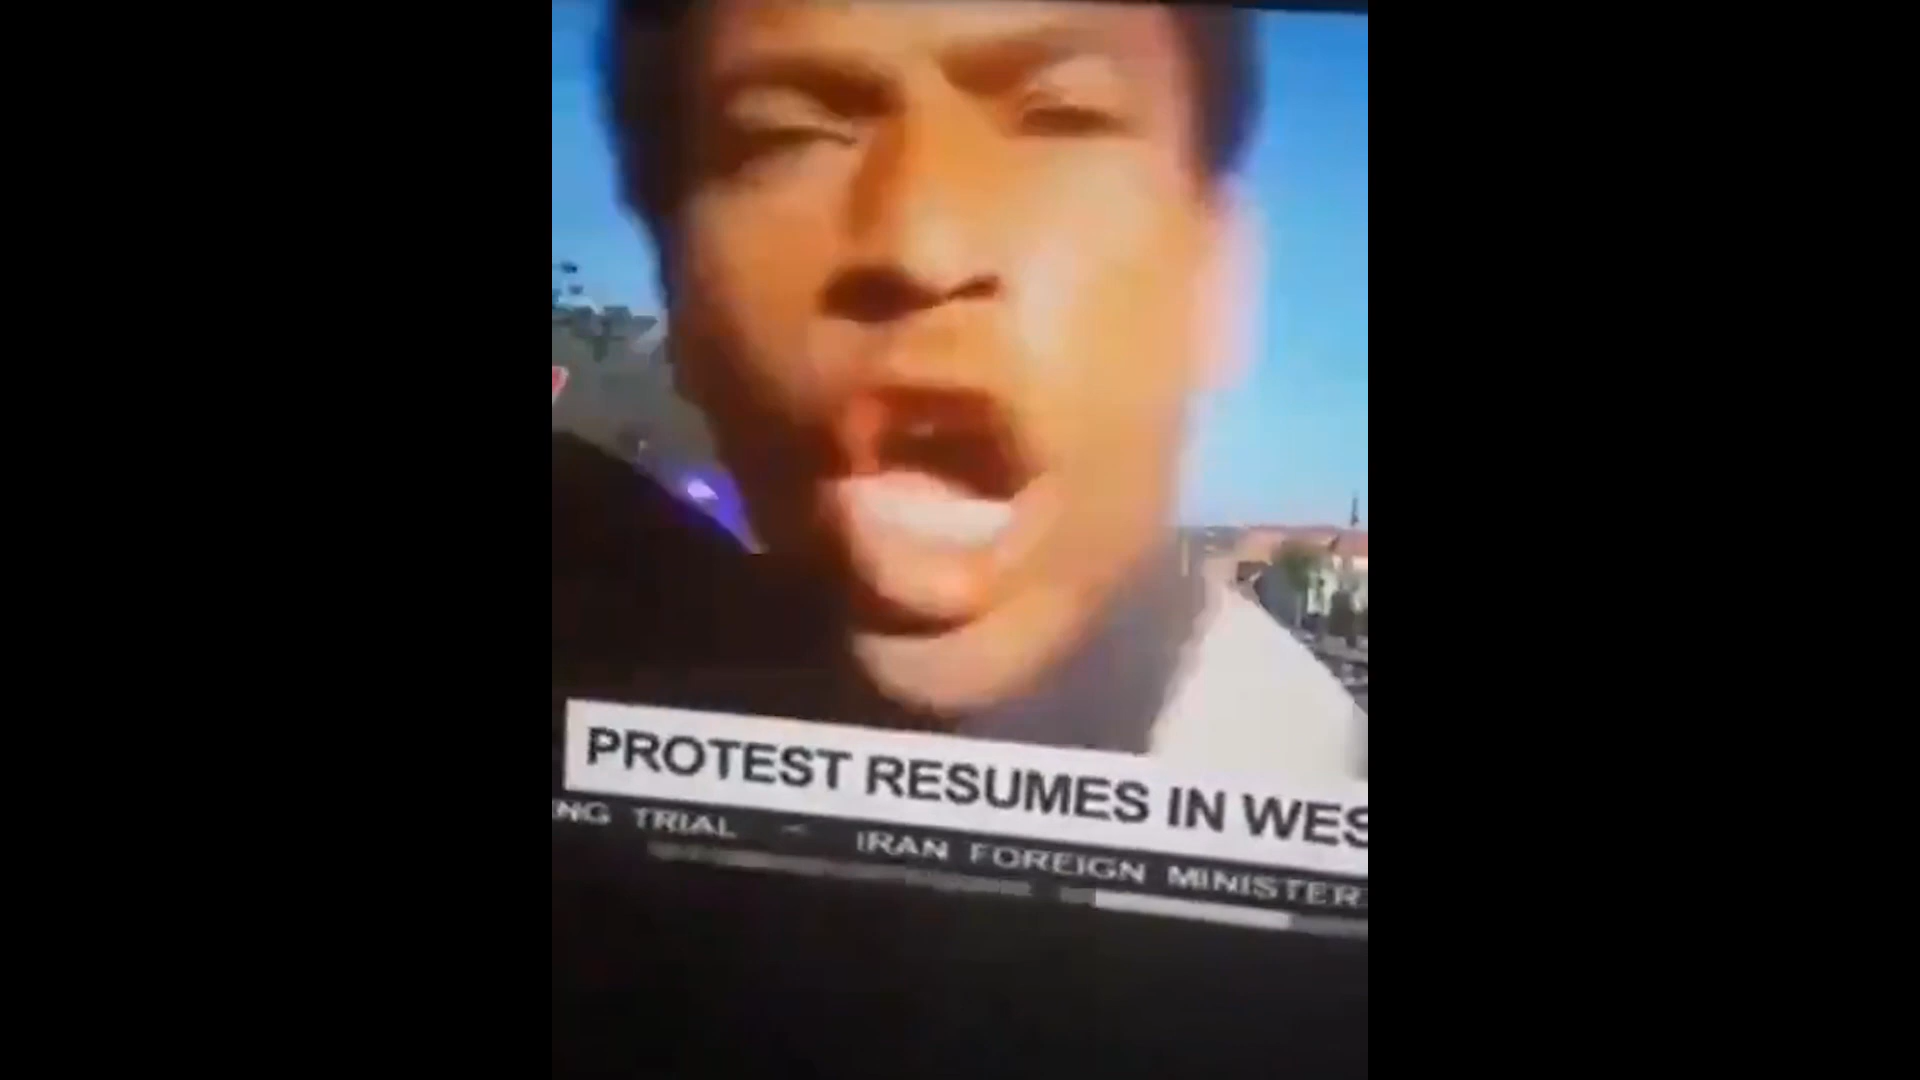 PROTEST RESUMES IN WES
NG TRIAL - IRAN FOREIGN MINISTER